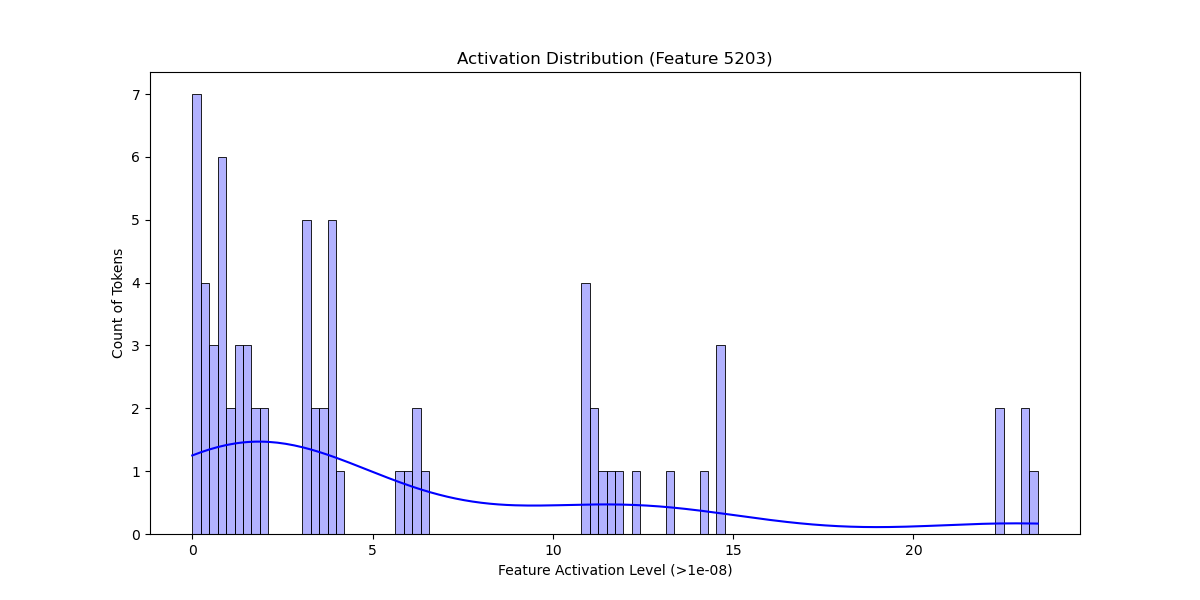 Activation Distribution (Feature 5203)
Count of Tokens
7
6
5
4
3
2
1
0
0 5 10 15 20
Feature Activation Level (>1e-08)